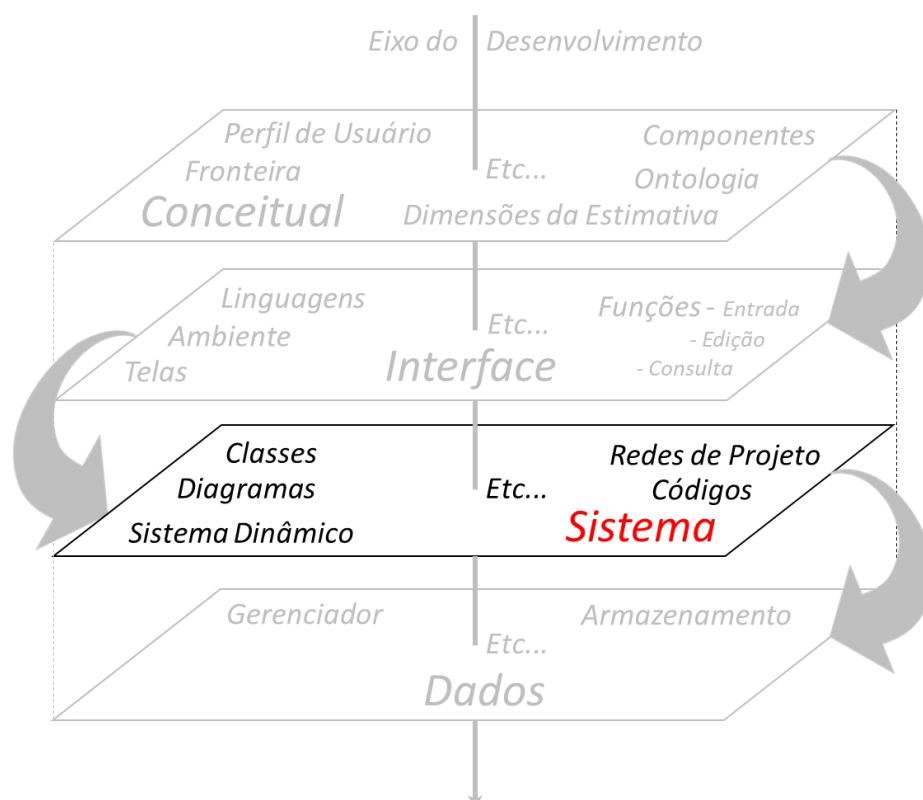 Eixo do Desenvolvimento
Perfil de Usuário
Componentes
Fronteira
Etc...
Ontologia
Conceitual
Dimensões da Estimativa
Linguagens
Funções - Entrada
Ambiente
Etc...
- Edição
Telas
Interface
- Consulta
Classes
Redes de Projeto
Diagramas
Etc...
Códigos
Sistema Dinâmico
Sistema
Gerenciador
Armazenamento
Etc...
Dados